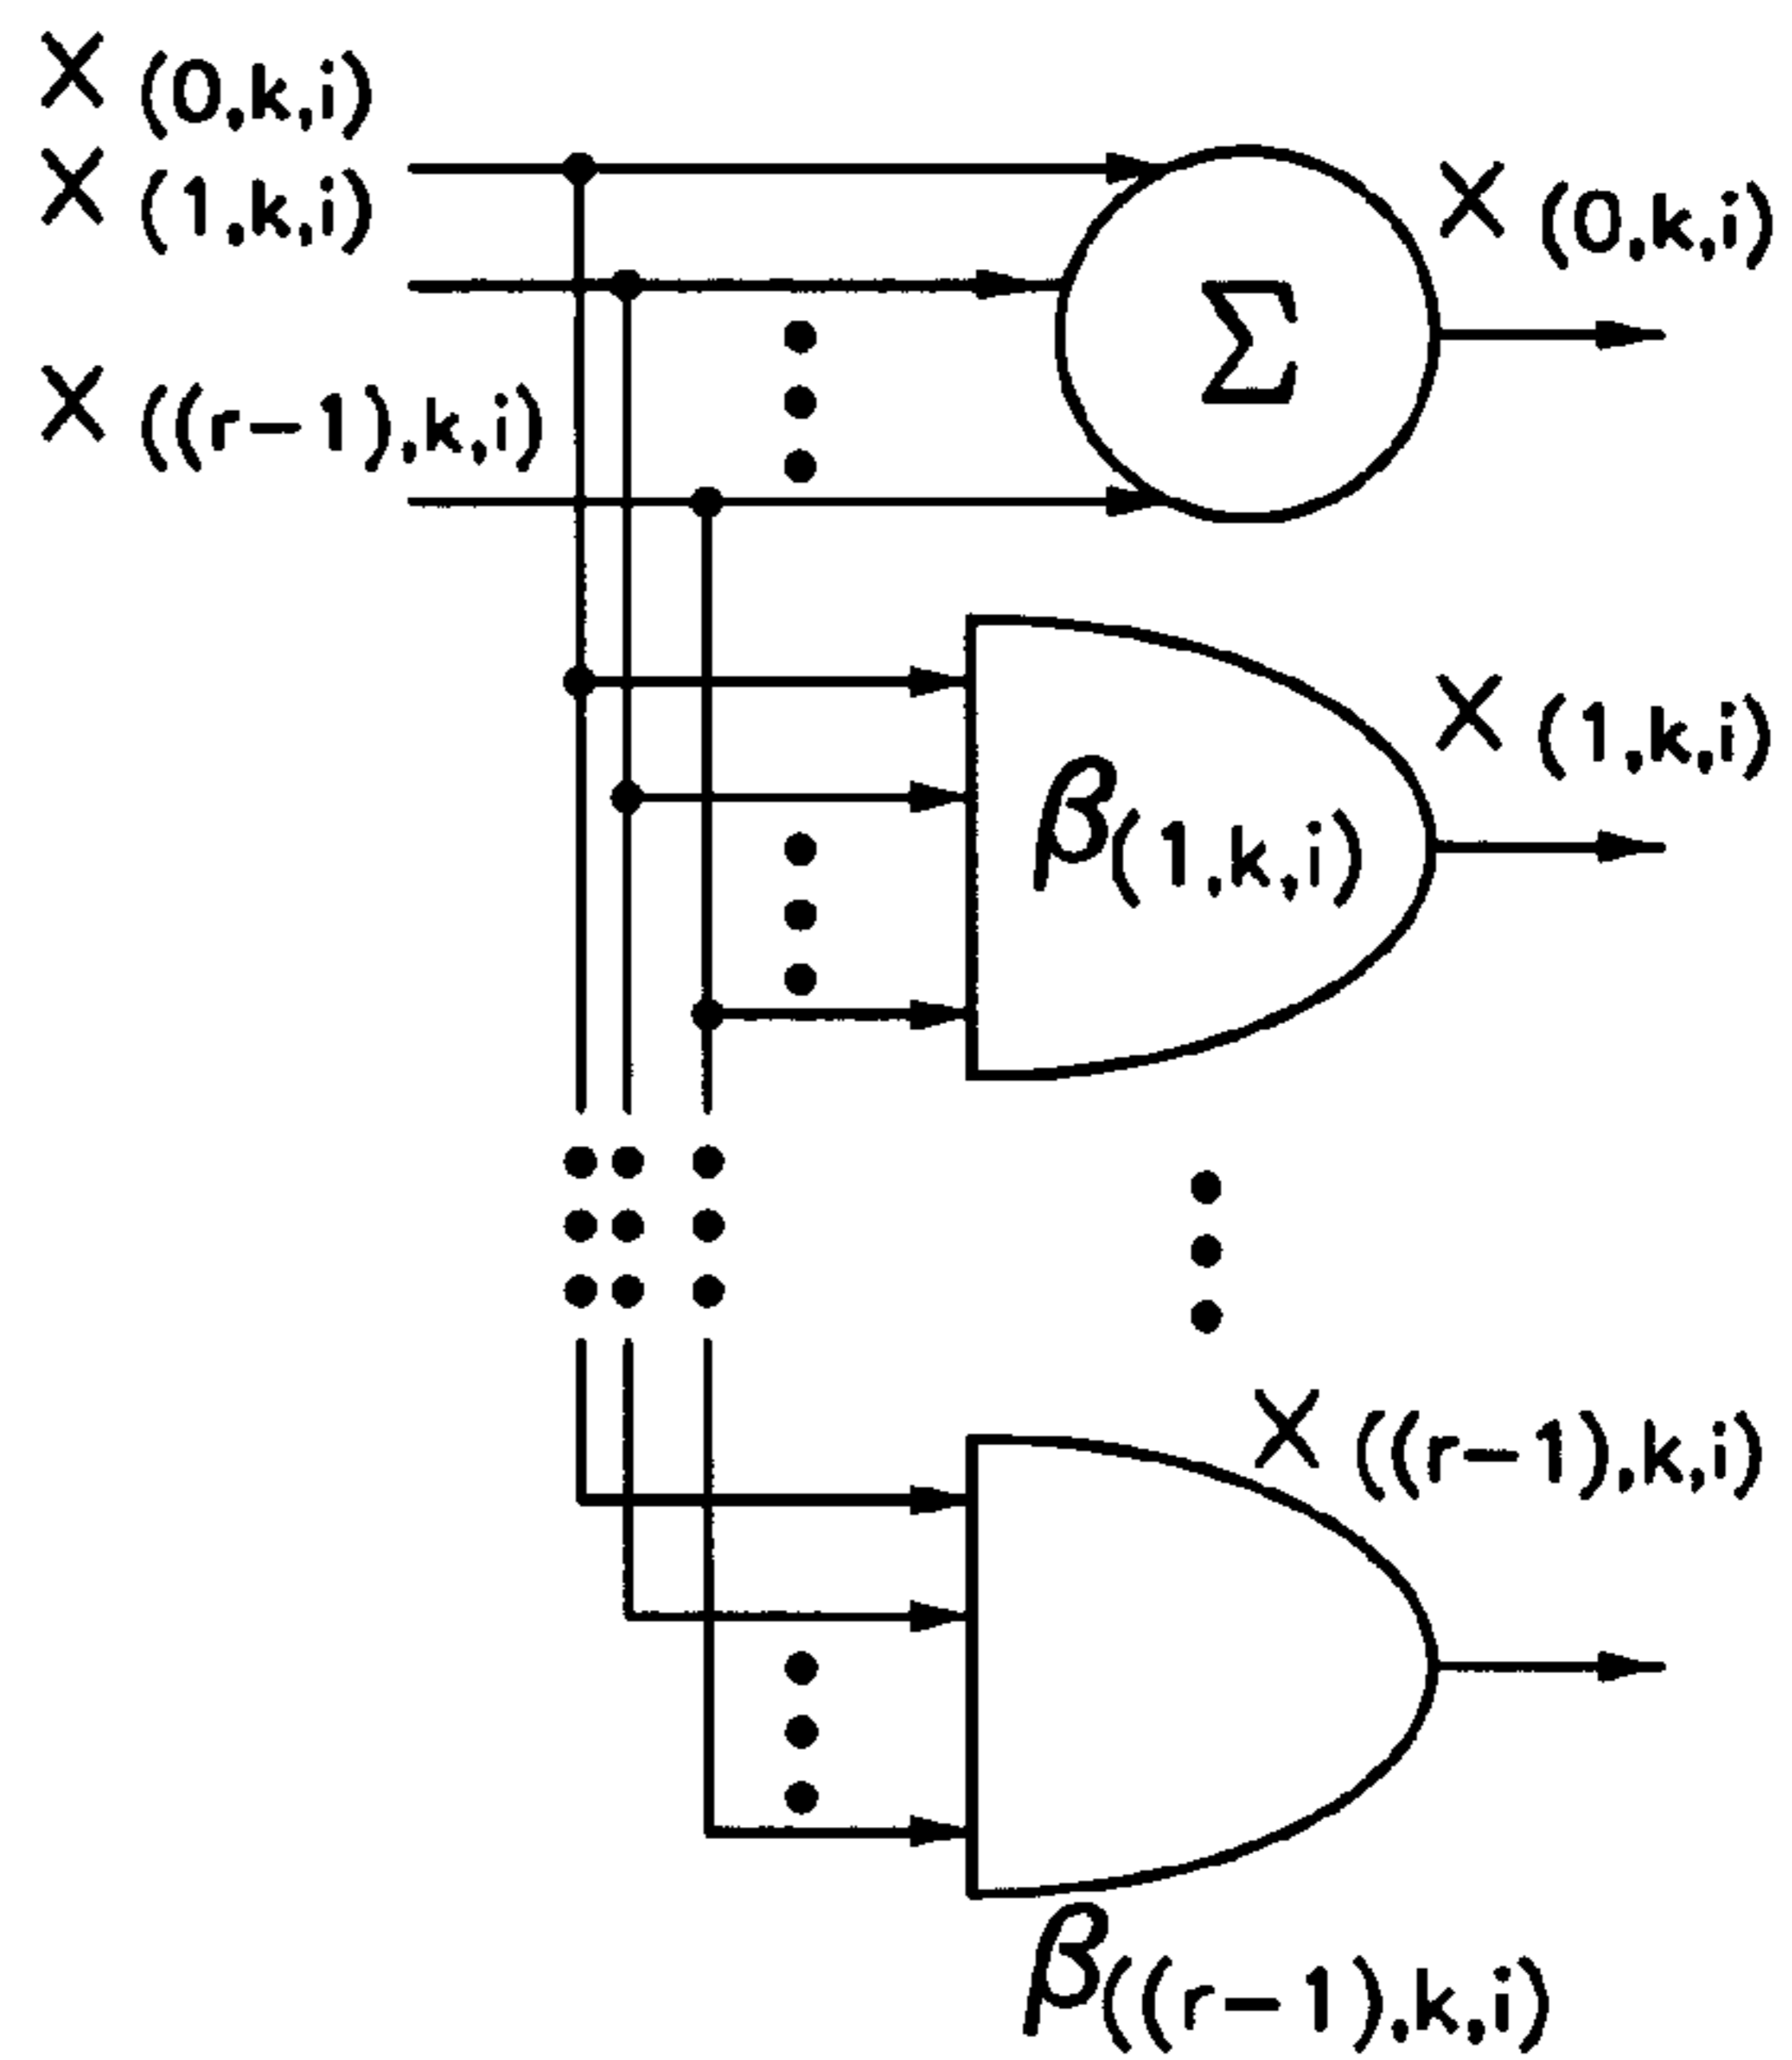 X (0,k,i)
X (1,k,i)
X ((r-1),k,i)
Σ
X (0,k,i)
β(1,k,i)
X (1,k,i)
X ((r-1),k,i)
β((r-1),k,i)